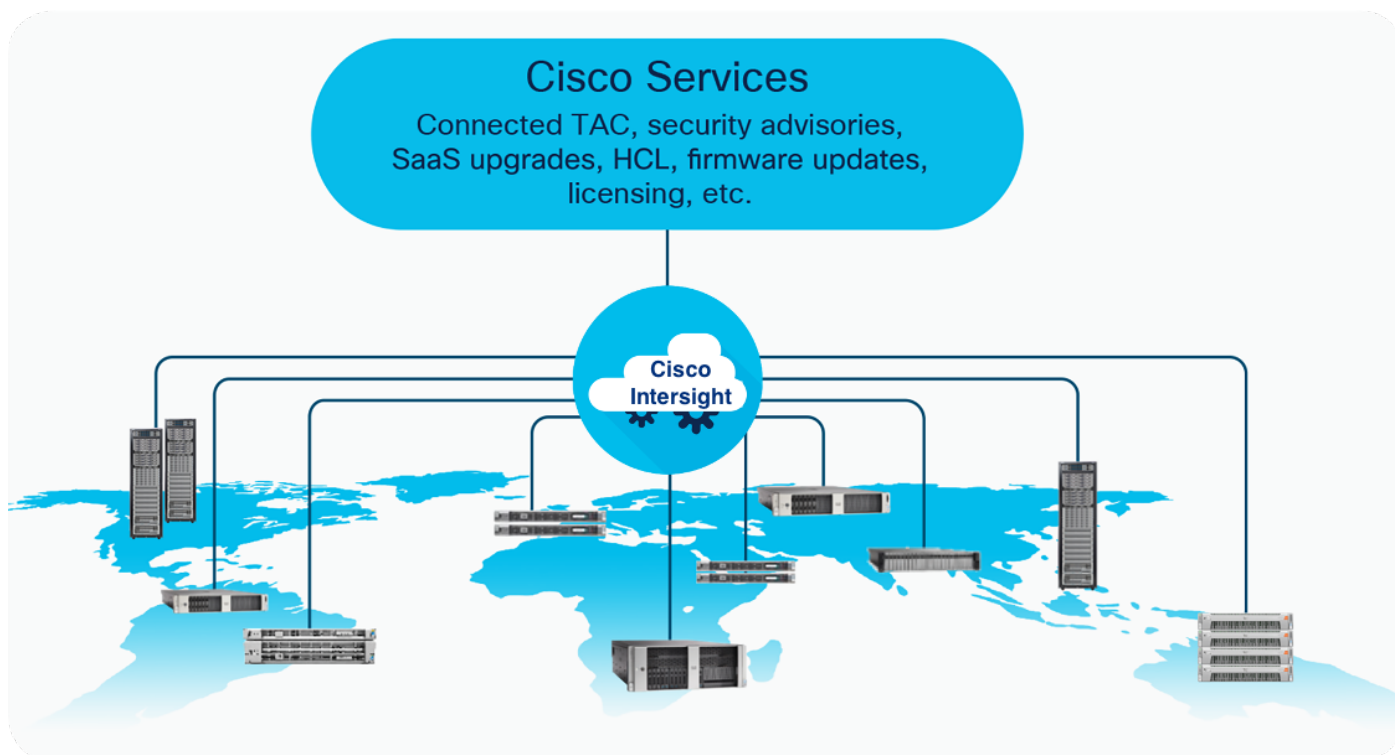 Cisco Services
Connected TAC, security advisories,
SaaS upgrades, HCL, firmware updates,
licensing, etc.
Cisco
Intersight